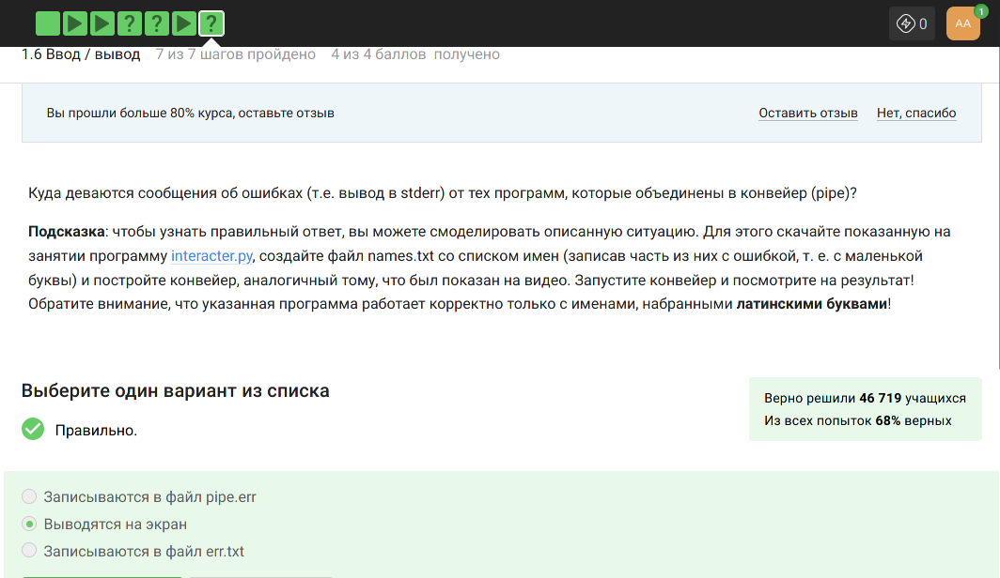 ? ? ?
0
AA
1
1.6 Ввод / вывод 7 из 7 шагов пройдено 4 из 4 баллов получено
Вы прошли больше 80% курса, оставьте отзыв Оставить отзыв Нет, спасибо
Куда деваются сообщения об ошибках (т.е. вывод в stderr) от тех программ, которые объединены в конвейер (pipe)?
Подсказка: чтобы узнать правильный ответ, вы можете смоделировать описанную ситуацию. Для этого скачайте показанную на
занятии программу interacter.py, создайте файл names.txt со списком имен (записав часть из них с ошибкой, т. е. с маленькой
буквы) и постройте конвейер, аналогичный тому, что был показан на видео. Запустите конвейер и посмотрите на результат!
Обратите внимание, что указанная программа работает корректно только с именами, набранными латинскими буквами!
Выберите один вариант из списка
Правильно.
Верно решили 46 719 учащихся
Из всех попыток 68% верных
Записываются в файл pipe.err
Выводятся на экран
Записываются в файл err.txt